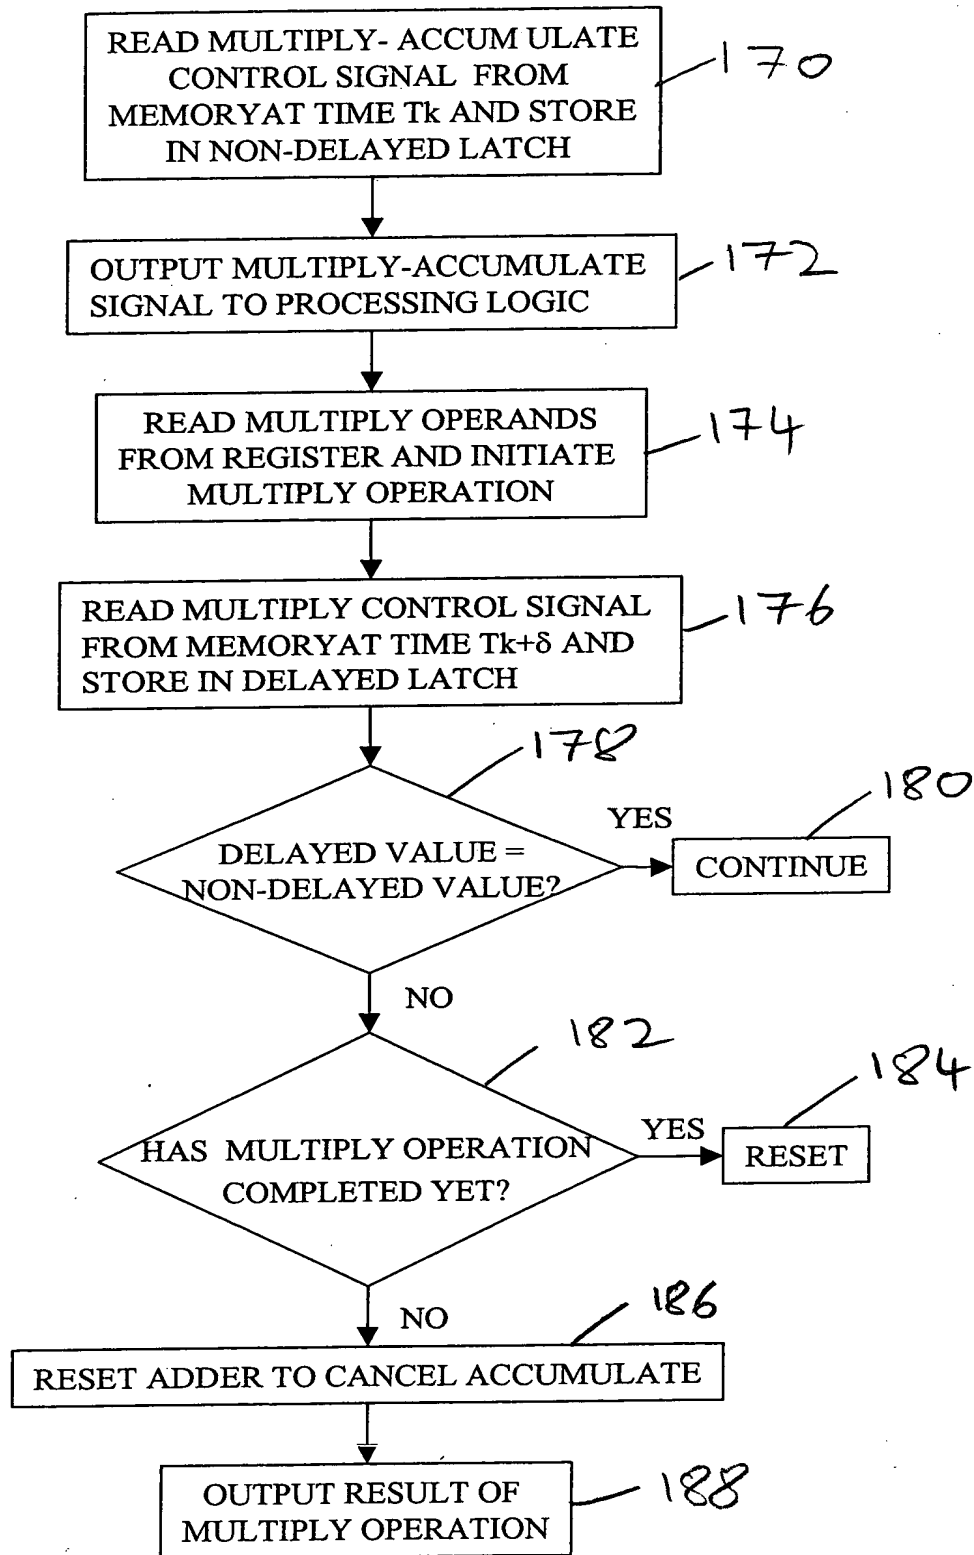 READ MULTIPLY- ACCUM ULATE
CONTROL SIGNAL FROM
MEMORYAT TIME Tk AND STORE
IN NON-DELAYED LATCH
170
OUTPUT MULTIPLY-ACCUMULATE
SIGNAL TO PROCESSING LOGIC
172
READ MULTIPLY OPERANDS
FROM REGISTER AND INITIATE
MULTIPLY OPERATION
174
READ MULTIPLY CONTROL SIGNAL
FROM MEMORYAT TIME Tk+δ AND
STORE IN DELAYED LATCH
176
178
DELAYED VALUE =
NON-DELAYED VALUE?
YES
180
CONTINUE
NO
182
HAS MULTIPLY OPERATION
COMPLETED YET?
YES
184
RESET
NO
186
RESET ADDER TO CANCEL ACCUMULATE
OUTPUT RESULT OF
MULTIPLY OPERATION
188